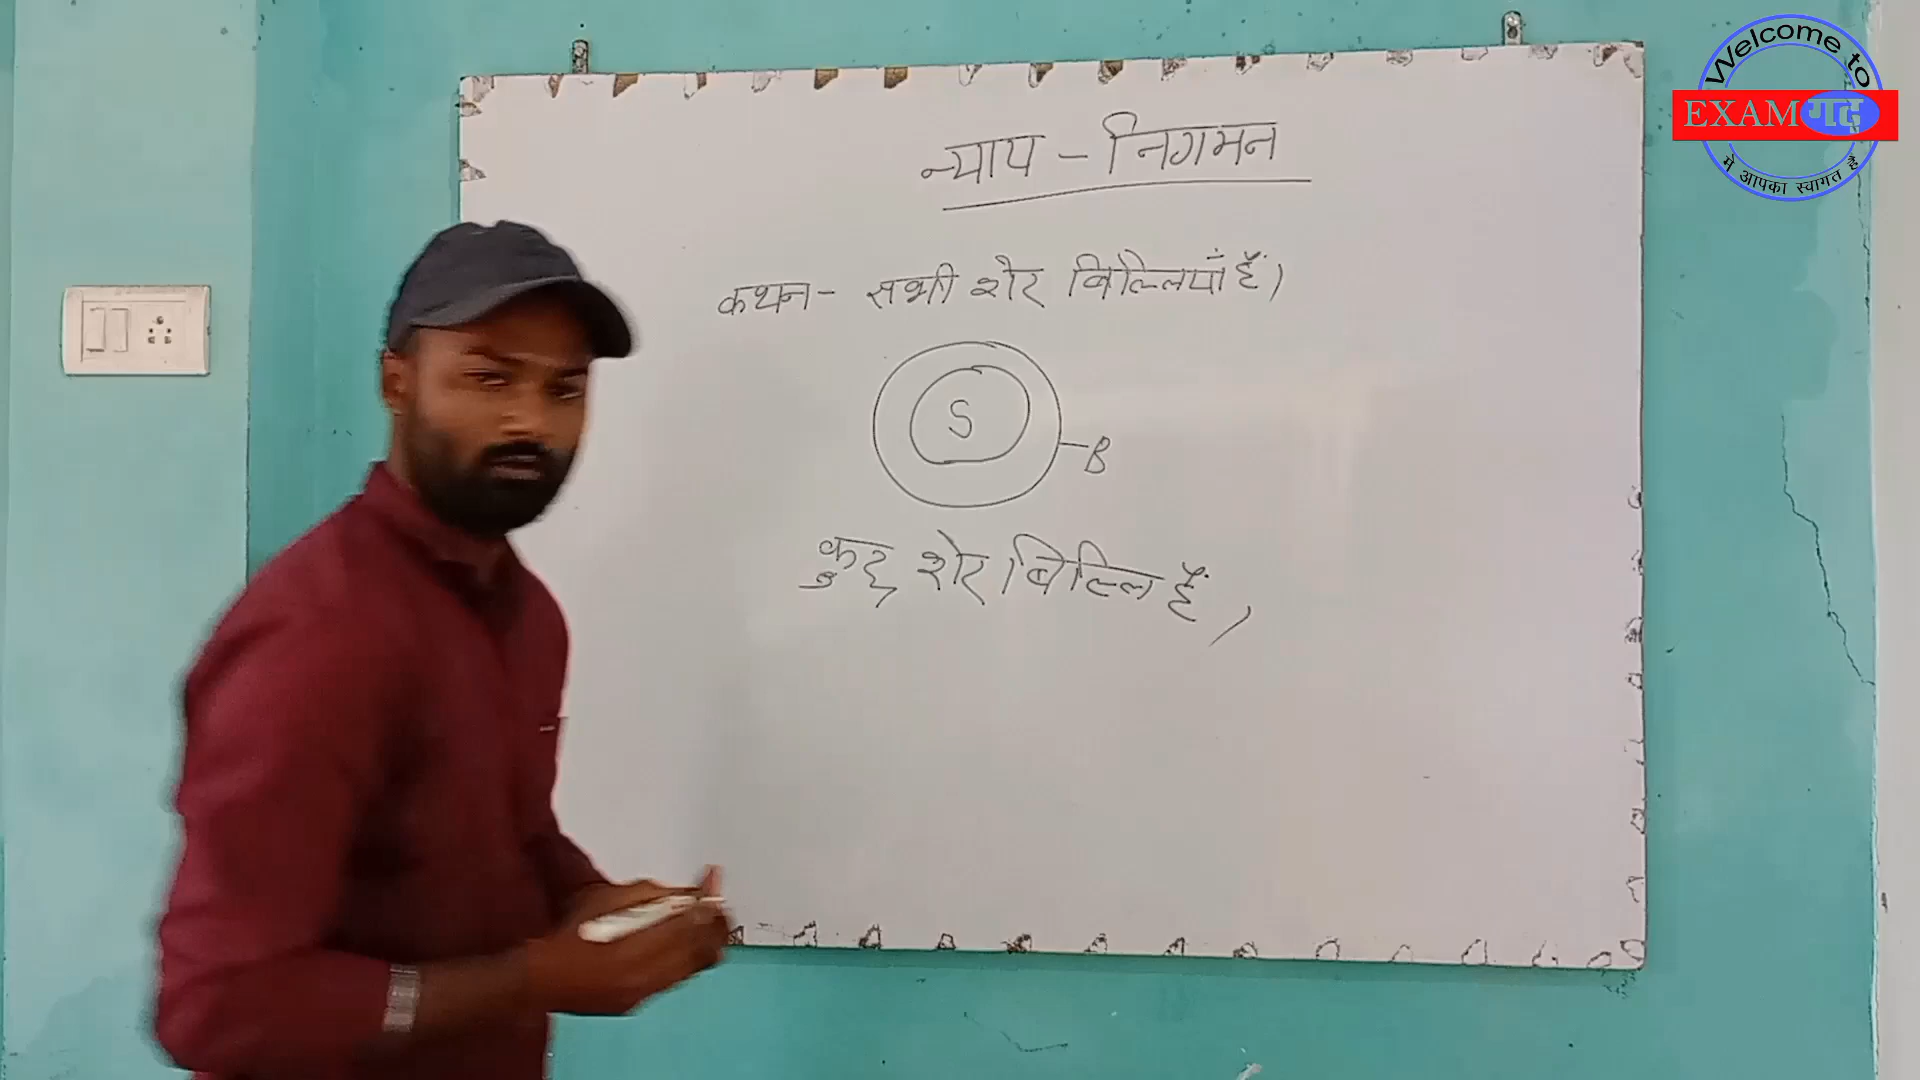 न्याय - निगमन
कथन - सभी शेर बिल्लियाँ हैं।
S
B
कुछ शेर बिल्लि हैं,
Welcome to
EXAMगढ़
में आपका स्वागत है